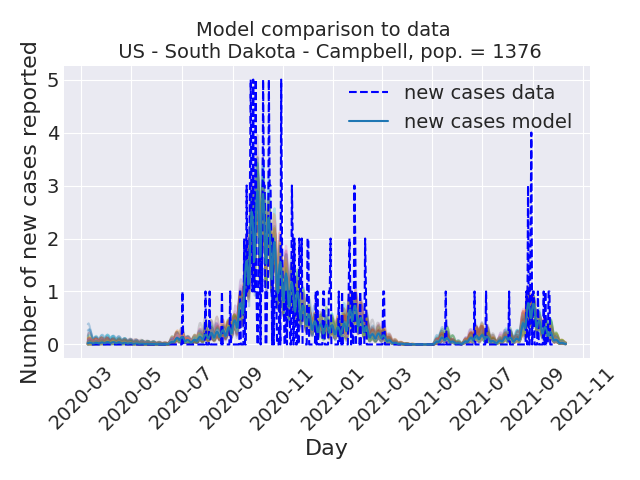 Model comparison to data
US - South Dakota - Campbell, pop. = 1376
Number of new cases reported
5
4
3
2
1
0
new cases data
new cases model
2020-03
2020-05
2020-07
2020-09
2020-11
2021-01
2021-03
2021-05
2021-07
2021-09
2021-11
Day